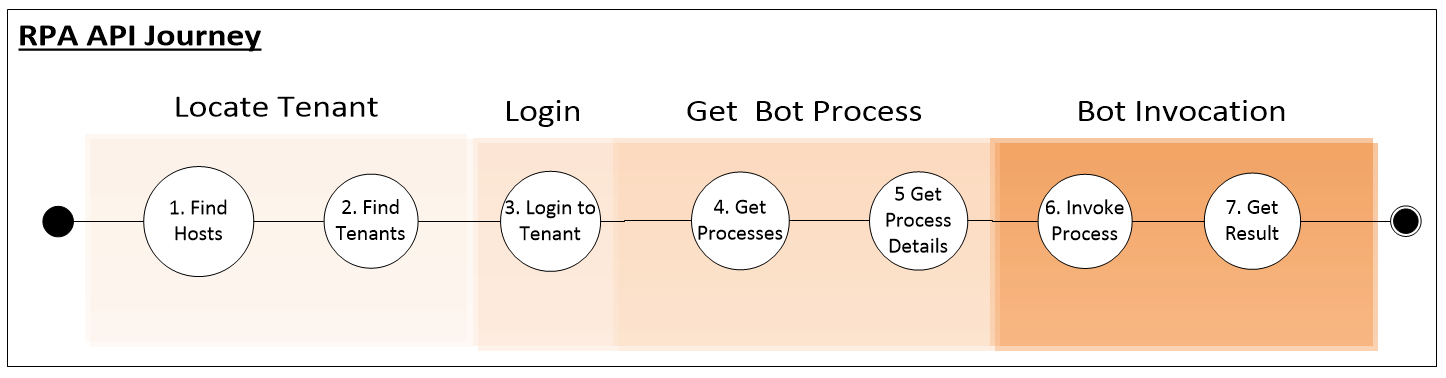 RPA API Journey
Locate Tenant
Login
Get Bot Process
Bot Invocation
1. Find
Hosts
2. Find
Tenants
3. Login to
Tenant
4. Get
Processes
5 Get
Process
Details
6. Invoke
Process
7. Get
Result